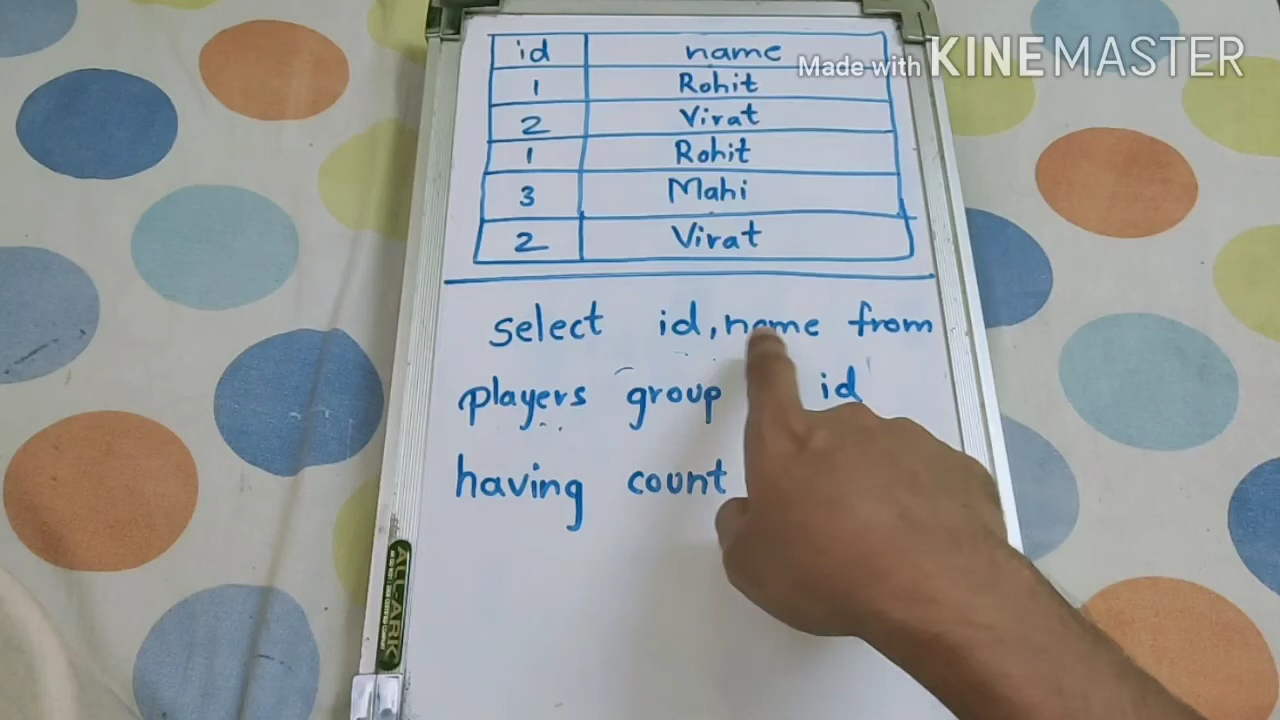 id name
1 Rohit
2 Virat
1 Rohit
3 Mahi
2 Virat
select id,name from
players group id
having count
Made with KINEMASTER
ALL-ARK